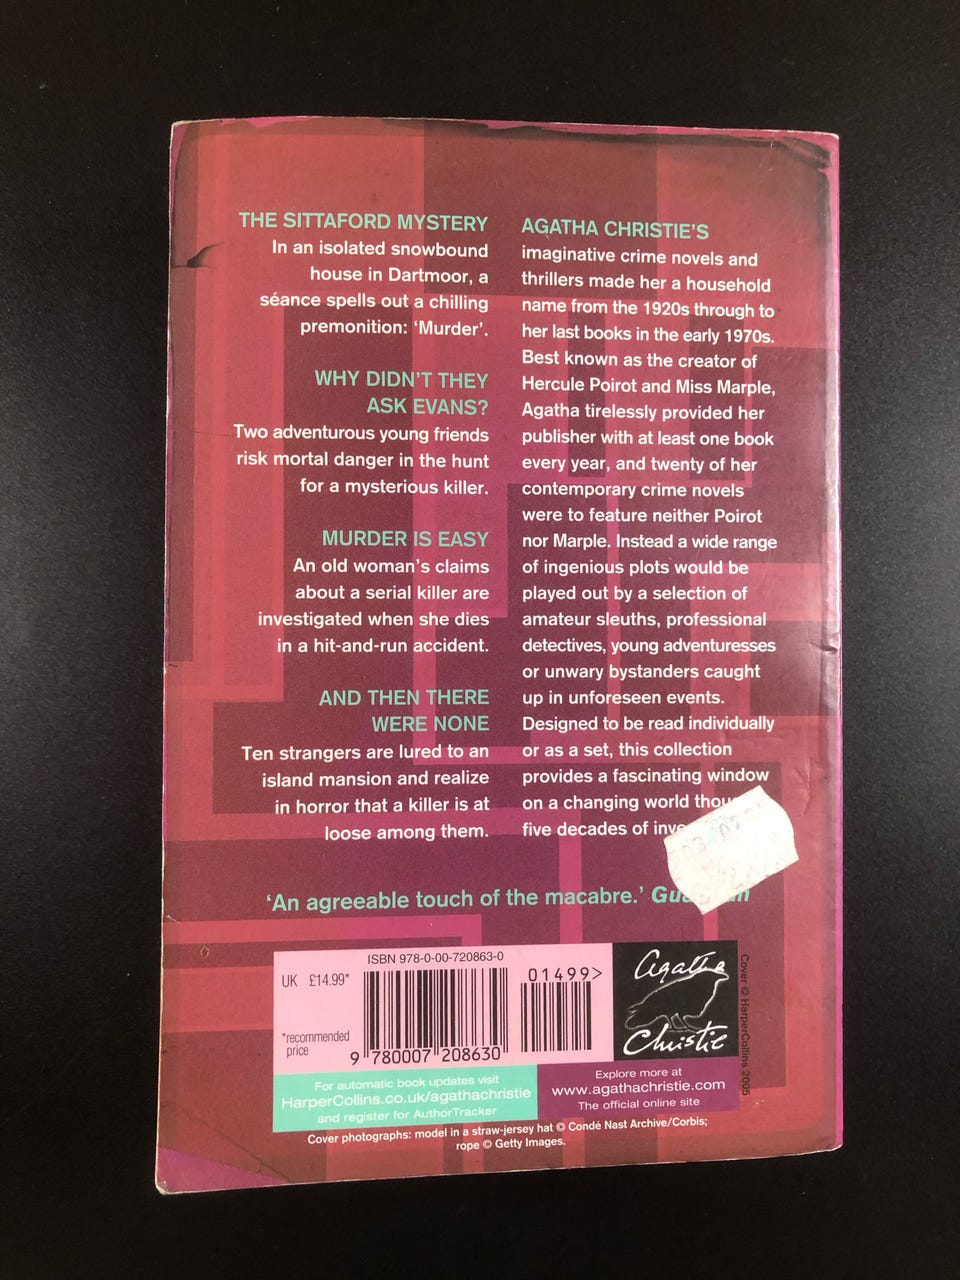 THE SITTAFORD MYSTERY
In an isolated snowbound
house in Dartmoor, a
séance spells out a chilling
premonition: ‘Murder’.
WHY DIDN’T THEY
ASK EVANS?
Two adventurous young friends
risk mortal danger in the hunt
for a mysterious killer.
MURDER IS EASY
An old woman’s claims
about a serial killer are
investigated when she dies
in a hit-and-run accident.
AND THEN THERE
WERE NONE
Ten strangers are lured to an
island mansion and realize
in horror that a killer is at
loose among them.
AGATHA CHRISTIE’S
imaginative crime novels and
thrillers made her a household
name from the 1920s through to
her last books in the early 1970s.
Best known as the creator of
Hercule Poirot and Miss Marple,
Agatha tirelessly provided her
publisher with at least one book
every year, and twenty of her
contemporary crime novels
were to feature neither Poirot
nor Marple. Instead a wide range
of ingenious plots would be
played out by a selection of
amateur sleuths, professional
detectives, young adventuresses
or unwary bystanders caught
up in unforeseen events.
Designed to be read individually
or as a set, this collection
provides a fascinating window
on a changing world
five decades of
‘An agreeable touch of the macabre.’
ISBN 978-0-00-720863-0
UK £14.99*
01499>
*recommended
price
9 780007 208630
Agatha
Christie
Cover © HarperCollins 2005
For automatic book updates visit
HarperCollins.co.uk/agathachristie
and register for AuthorTracker
Explore more at
www.agathachristie.com
The official online site
Cover photographs: model in a straw-jersey hat © Condé Nast Archive/Corbis;
rope © Getty Images.